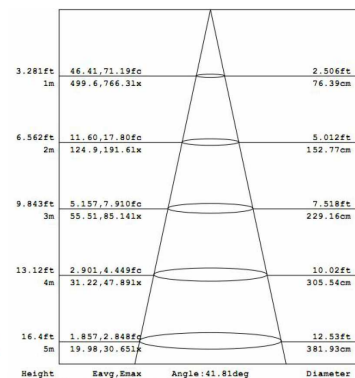 3.281ft 46.41,71.19fc 2.506ft
1m 499.6,766.3lx 76.39cm
6.562ft 11.60,17.80fc 5.012ft
2m 124.9,191.6lx 152.77cm
9.843ft 5.157,7.910fc 7.518ft
3m 55.51,85.14lx 229.16cm
13.12ft 2.901,4.449fc 10.02ft
4m 31.22,47.89lx 305.54cm
16.4ft 1.857,2.848fc 12.53ft
5m 19.98,30.65lx 381.93cm
Height Eavg,Emax Angle:41.81deg Diameter